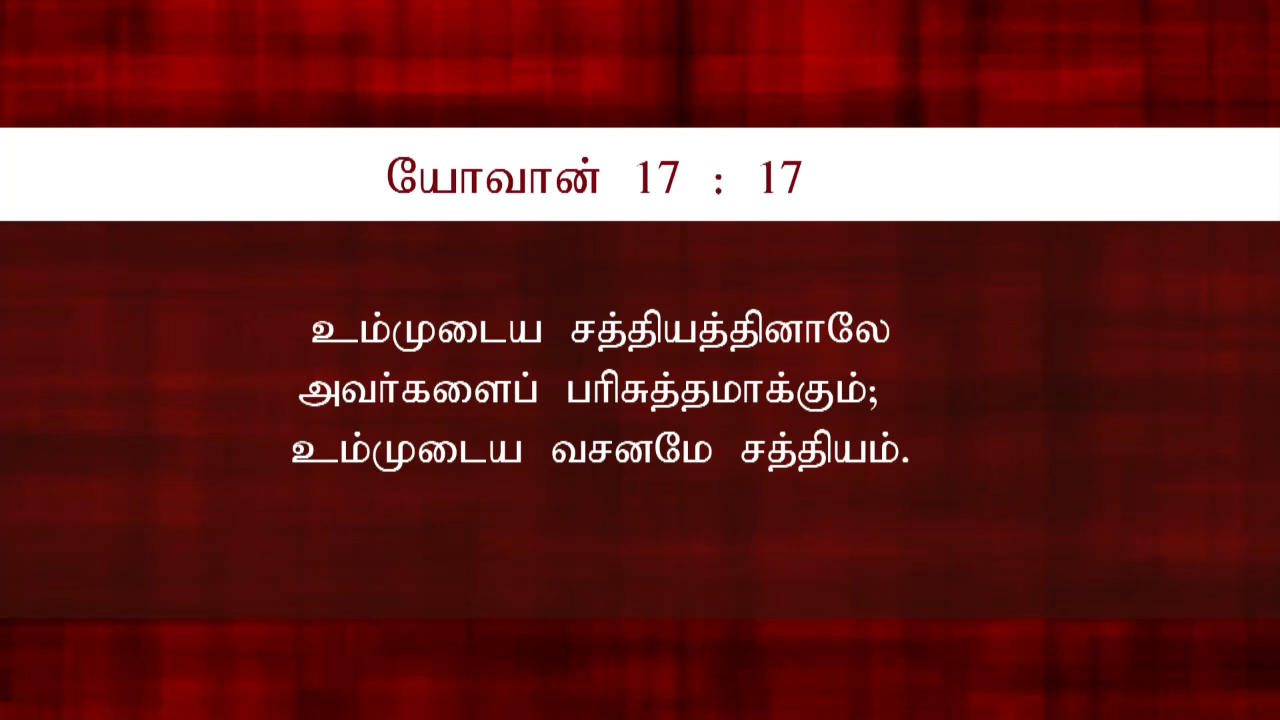 யோவான் 17 : 17
உம்முடைய சத்தியத்தினாலே
அவர்களைப் பரிசுத்தமாக்கும்;
உம்முடைய வசனமே சத்தியம்.